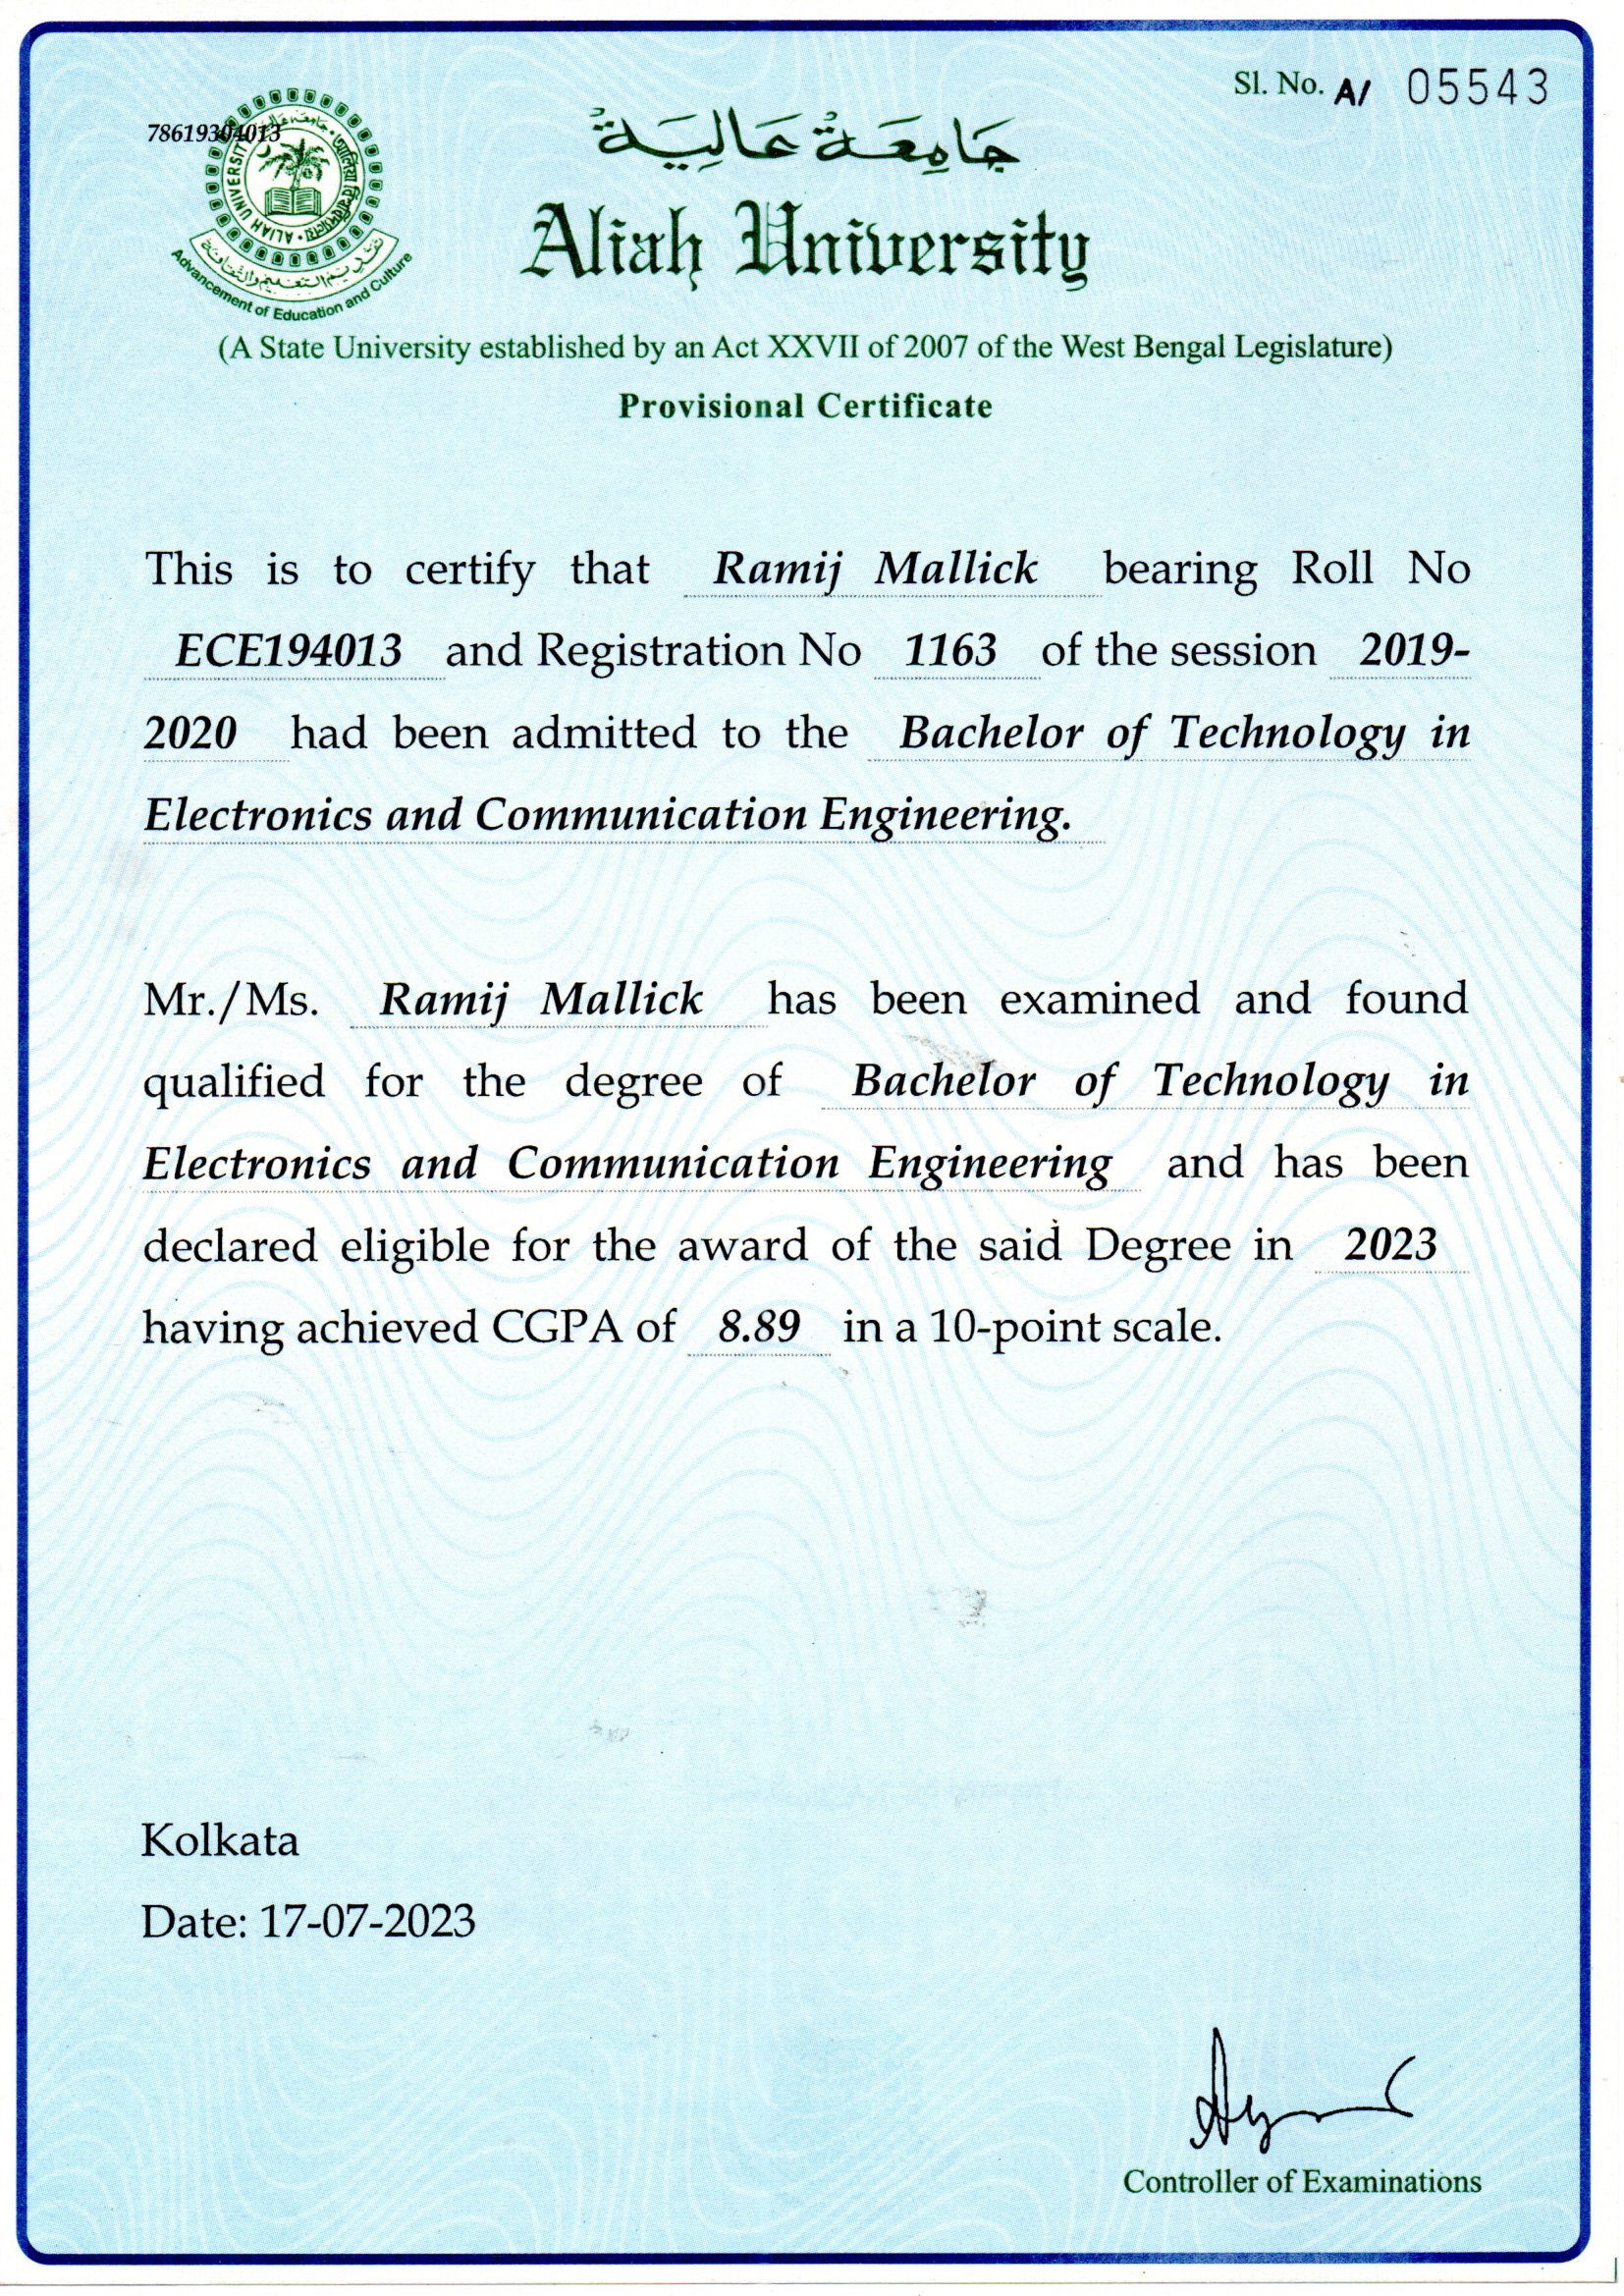 Sl. No. A/ 05543
78619304013
جَامِعَة عَالِيَة
ALIAH UNIVERSITY
Advancement of Education and Culture
Aliah University
(A State University established by an Act XXVII of 2007 of the West Bengal Legislature)
Provisional Certificate
This is to certify that Ramij Mallick bearing Roll No
ECE194013 and Registration No 1163 of the session 2019-
2020 had been admitted to the Bachelor of Technology in
Electronics and Communication Engineering.
Mr./Ms. Ramij Mallick has been examined and found
qualified for the degree of Bachelor of Technology in
Electronics and Communication Engineering and has been
declared eligible for the award of the said Degree in 2023
having achieved CGPA of 8.89 in a 10-point scale.
Kolkata
Date: 17-07-2023
Controller of Examinations